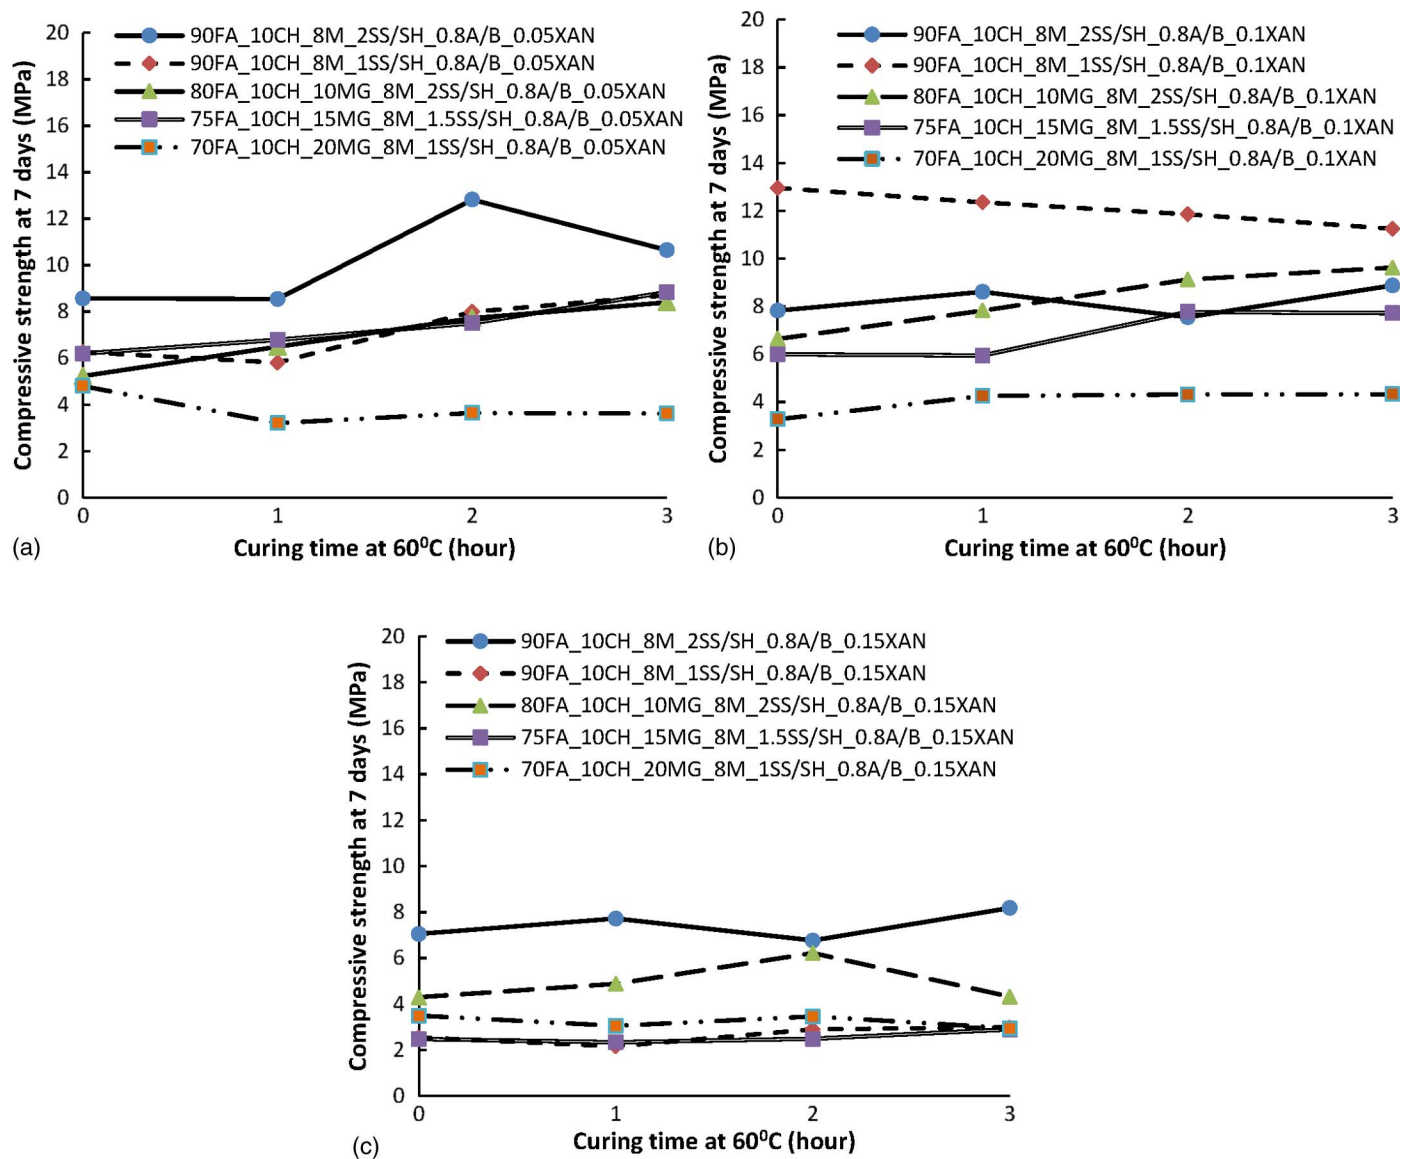 Compressive strength at 7 days (MPa)
20
18
16
14
12
10
8
6
4
2
0
90FA_10CH_8M_2SS/SH_0.8A/B_0.05XAN
90FA_10CH_8M_1SS/SH_0.8A/B_0.05XAN
80FA_10CH_10MG_8M_2SS/SH_0.8A/B_0.05XAN
75FA_10CH_15MG_8M_1.5SS/SH_0.8A/B_0.05XAN
70FA_10CH_20MG_8M_1SS/SH_0.8A/B_0.05XAN
0 1 2 3
(a) Curing time at 60⁰C (hour)
Compressive strength at 7 days (MPa)
20
18
16
14
12
10
8
6
4
2
0
90FA_10CH_8M_2SS/SH_0.8A/B_0.1XAN
90FA_10CH_8M_1SS/SH_0.8A/B_0.1XAN
80FA_10CH_10MG_8M_2SS/SH_0.8A/B_0.1XAN
75FA_10CH_15MG_8M_1.5SS/SH_0.8A/B_0.1XAN
70FA_10CH_20MG_8M_1SS/SH_0.8A/B_0.1XAN
0 1 2 3
(b) Curing time at 60⁰C (hour)
Compressive strength at 7 days (MPa)
20
18
16
14
12
10
8
6
4
2
0
90FA_10CH_8M_2SS/SH_0.8A/B_0.15XAN
90FA_10CH_8M_1SS/SH_0.8A/B_0.15XAN
80FA_10CH_10MG_8M_2SS/SH_0.8A/B_0.15XAN
75FA_10CH_15MG_8M_1.5SS/SH_0.8A/B_0.15XAN
70FA_10CH_20MG_8M_1SS/SH_0.8A/B_0.15XAN
0 1 2 3
(c) Curing time at 60⁰C (hour)